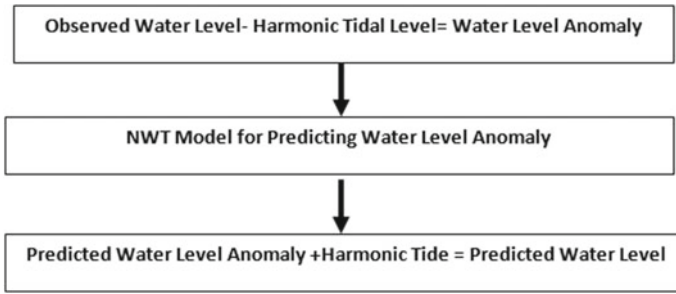 Observed Water Level- Harmonic Tidal Level= Water Level Anomaly
NWT Model for Predicting Water Level Anomaly
Predicted Water Level Anomaly +Harmonic Tide = Predicted Water Level